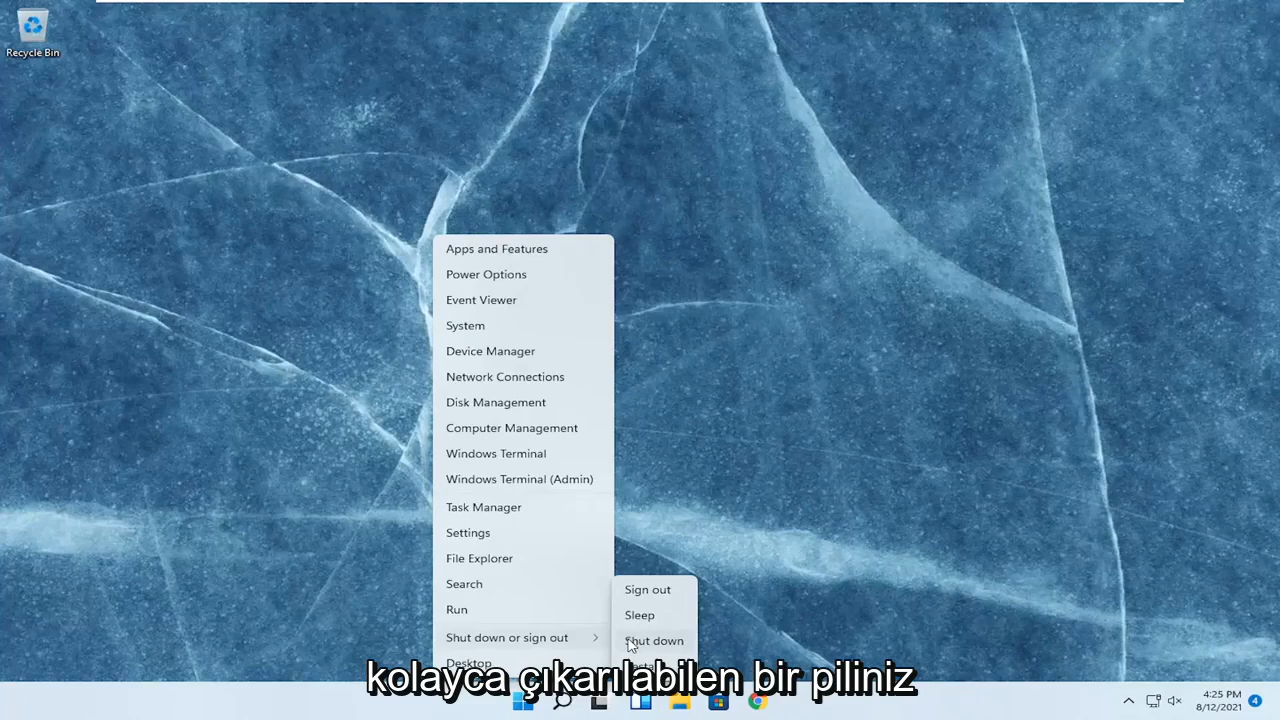 Recycle Bin
Apps and Features
Power Options
Event Viewer
System
Device Manager
Network Connections
Disk Management
Computer Management
Windows Terminal
Windows Terminal (Admin)
Task Manager
Settings
File Explorer
Search
Run
Shut down or sign out
Desktop
Sign out
Sleep
Shut down
kolayca çıkarılabilen bir piliniz
4:25 PM
8/12/2021
4